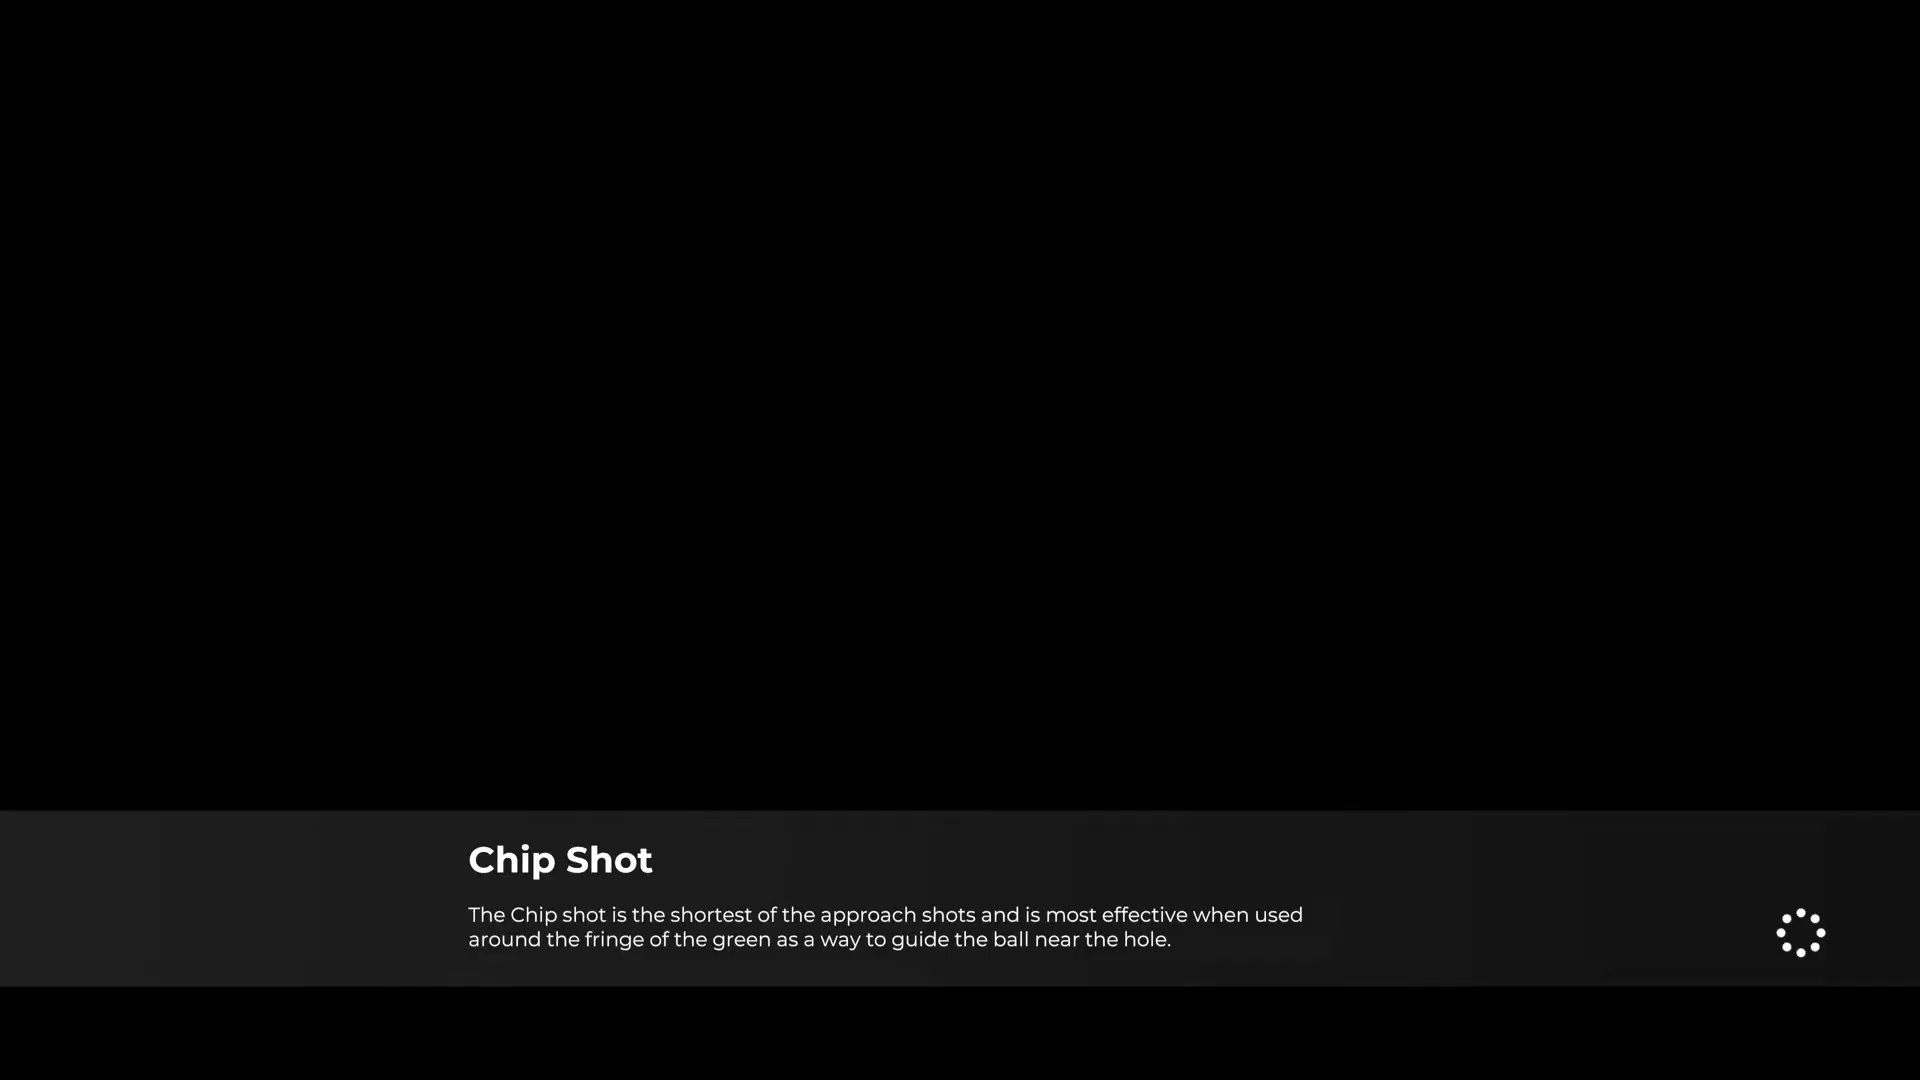 Chip Shot
The Chip shot is the shortest of the approach shots and is most effective when used
around the fringe of the green as a way to guide the ball near the hole.